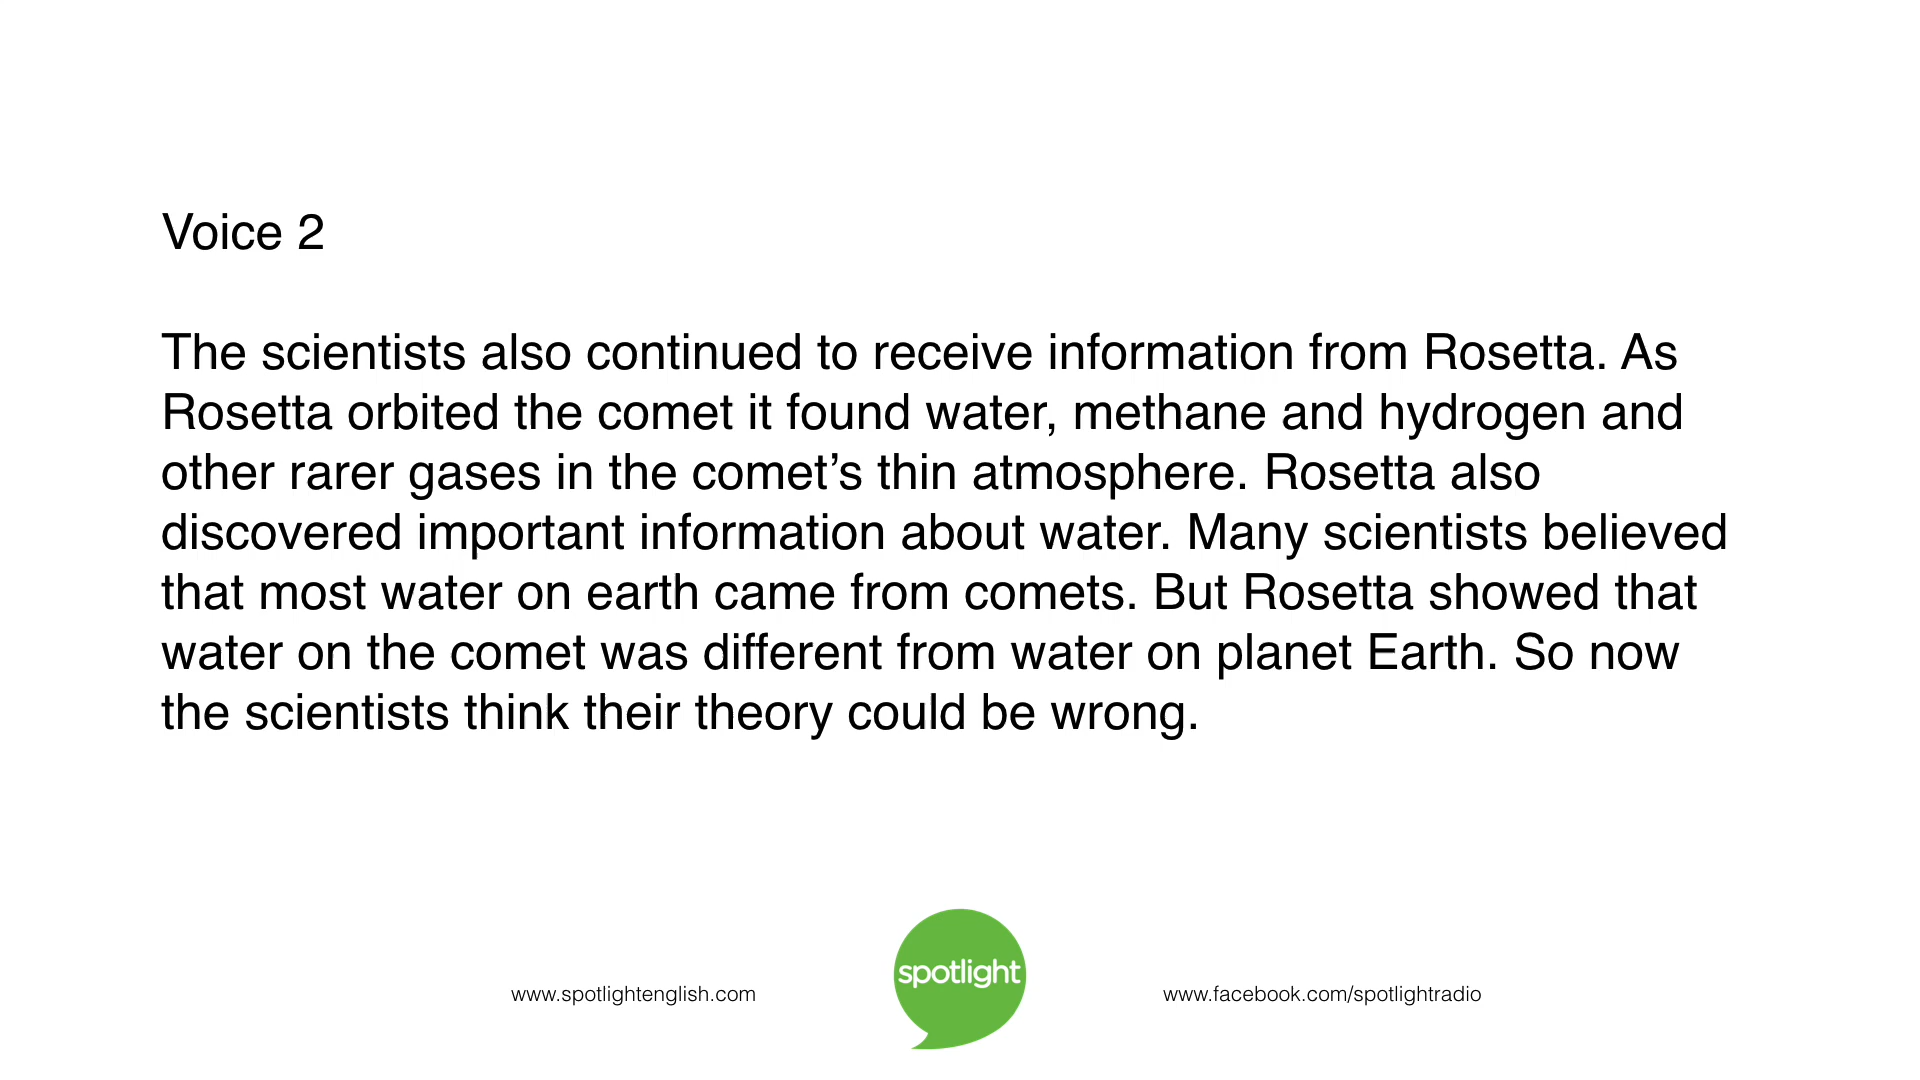 Voice 2
The scientists also continued to receive information from Rosetta. As
Rosetta orbited the comet it found water, methane and hydrogen and
other rarer gases in the comet’s thin atmosphere. Rosetta also
discovered important information about water. Many scientists believed
that most water on earth came from comets. But Rosetta showed that
water on the comet was different from water on planet Earth. So now
the scientists think their theory could be wrong.
spotlight
www.spotlightenglish.com
www.facebook.com/spotlightradio